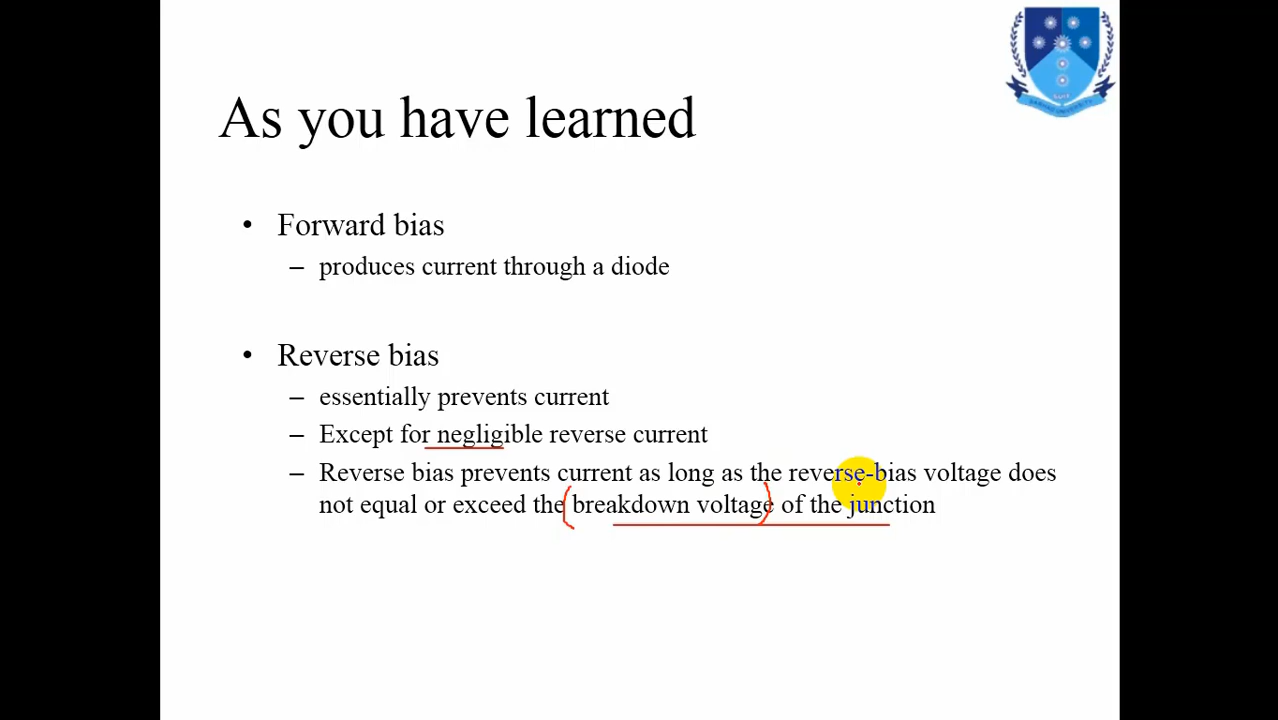 As you have learned
• Forward bias
– produces current through a diode
• Reverse bias
– essentially prevents current
– Except for negligible reverse current
– Reverse bias prevents current as long as the reverse-bias voltage does
not equal or exceed the breakdown voltage of the junction